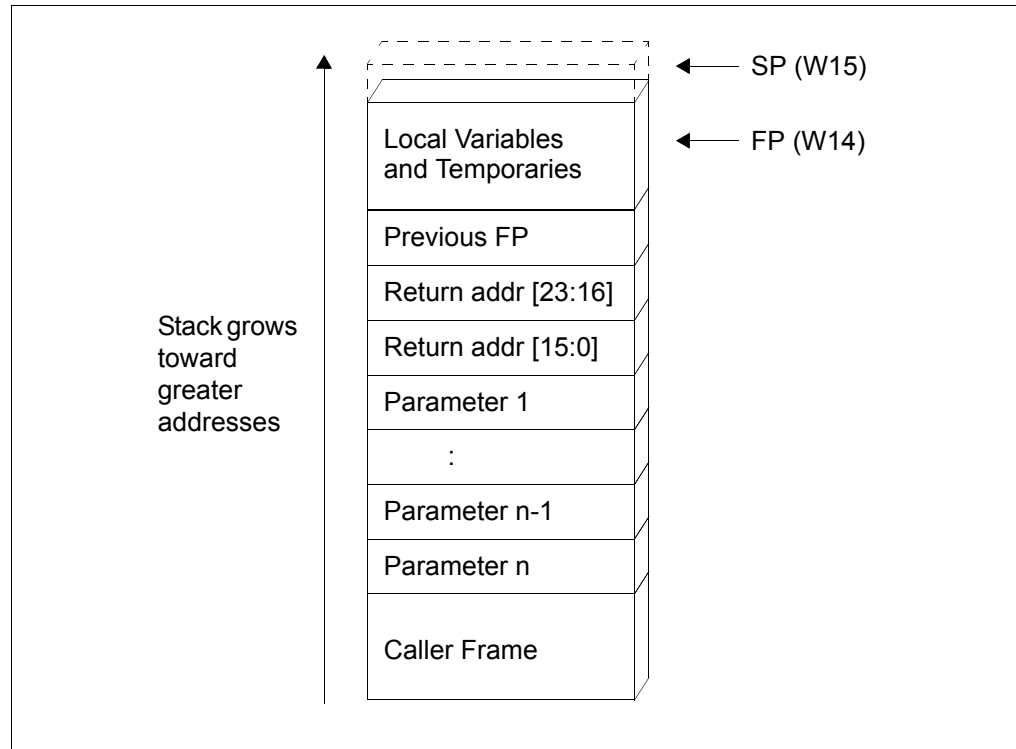 SP (W15)
Local Variables
and Temporaries
FP (W14)
Previous FP
Return addr [23:16]
Return addr [15:0]
Stack grows
toward
greater
addresses
Parameter 1
:
Parameter n-1
Parameter n
Caller Frame